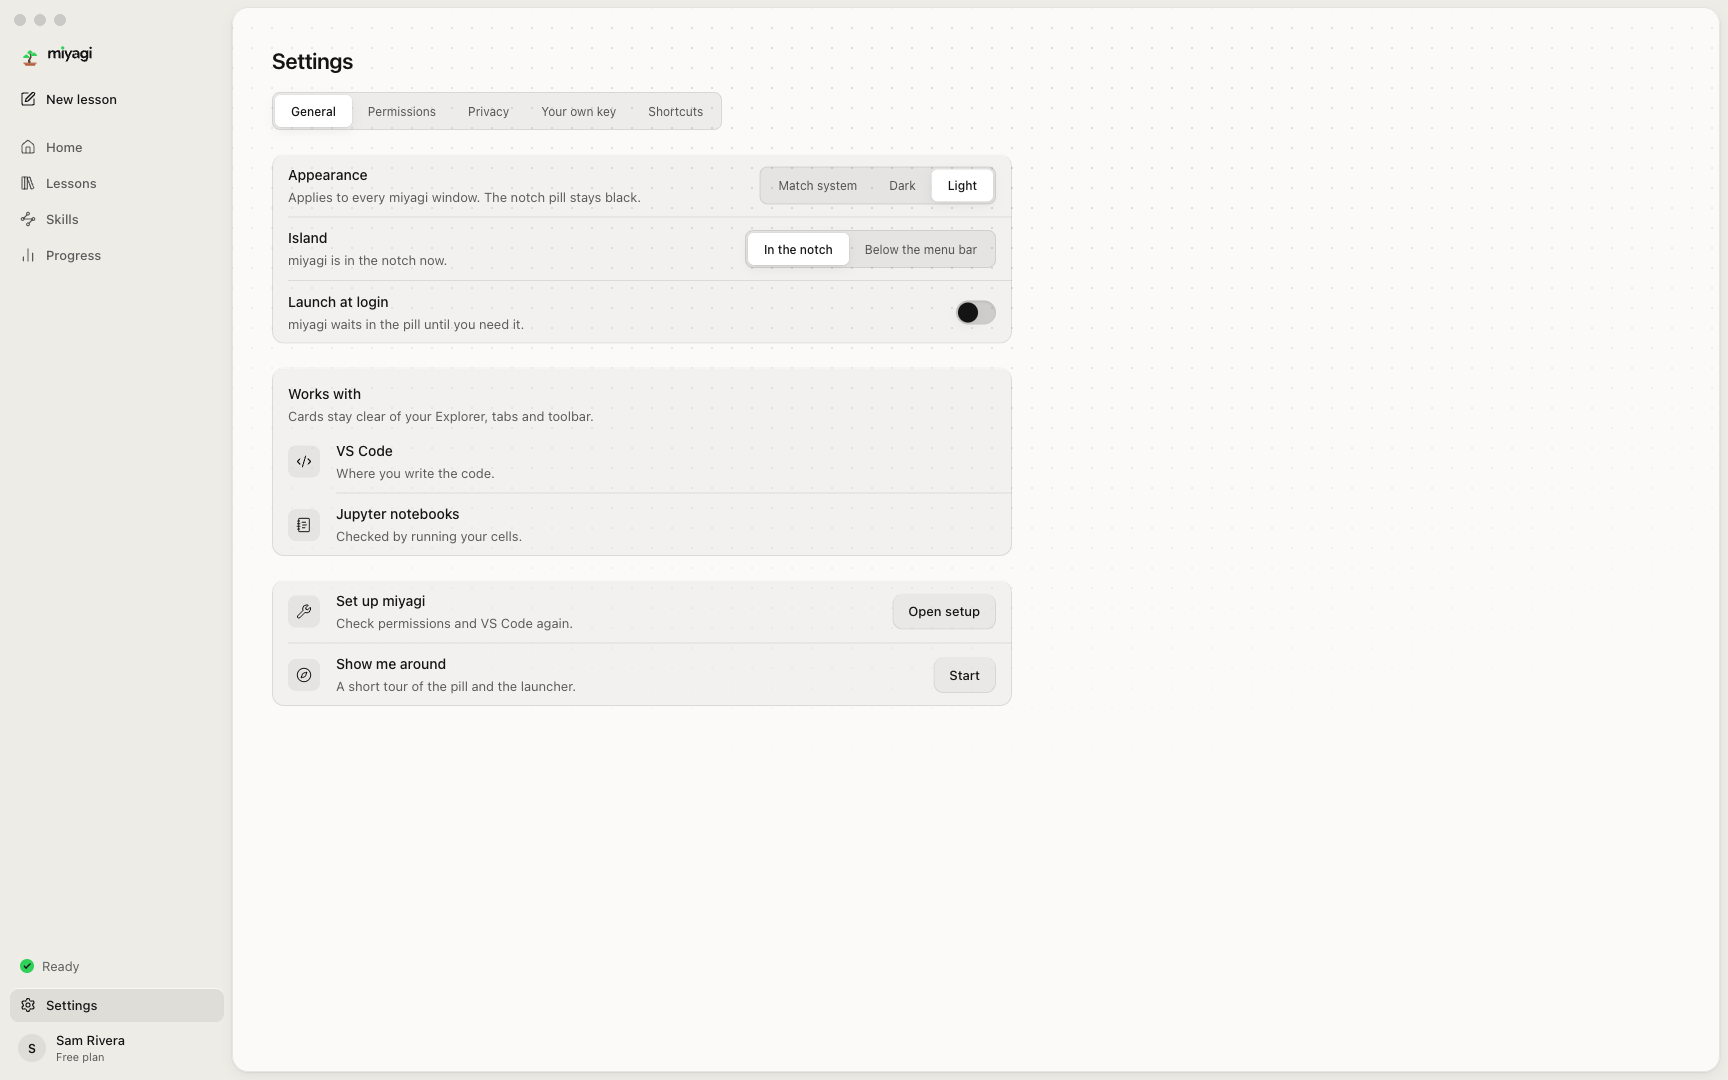 miyagi
New lesson
Home
Lessons
Skills
Progress
Ready
Settings
S
Sam Rivera
Free plan
Settings
General
Permissions
Privacy
Your own key
Shortcuts
Appearance
Applies to every miyagi window. The notch pill stays black.
Match system
Dark
Light
Island
miyagi is in the notch now.
In the notch
Below the menu bar
Launch at login
miyagi waits in the pill until you need it.
Works with
Cards stay clear of your Explorer, tabs and toolbar.
VS Code
Where you write the code.
Jupyter notebooks
Checked by running your cells.
Set up miyagi
Check permissions and VS Code again.
Open setup
Show me around
A short tour of the pill and the launcher.
Start